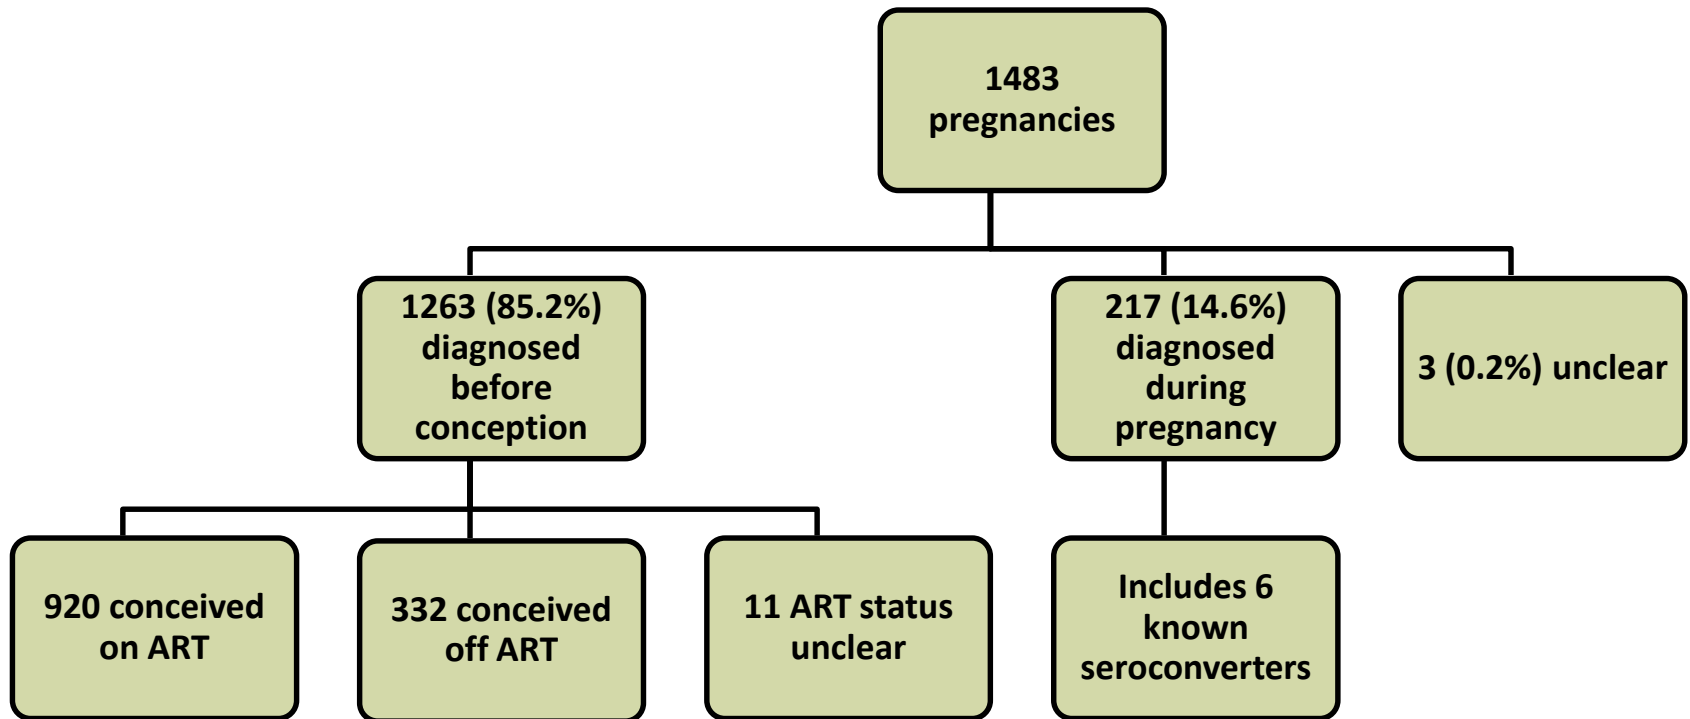 1483
pregnancies
1263 (85.2%)
diagnosed
before
conception
217 (14.6%)
diagnosed
during
pregnancy
3 (0.2%) unclear
920 conceived
on ART
332 conceived
off ART
11 ART status
unclear
Includes 6
known
seroconverters